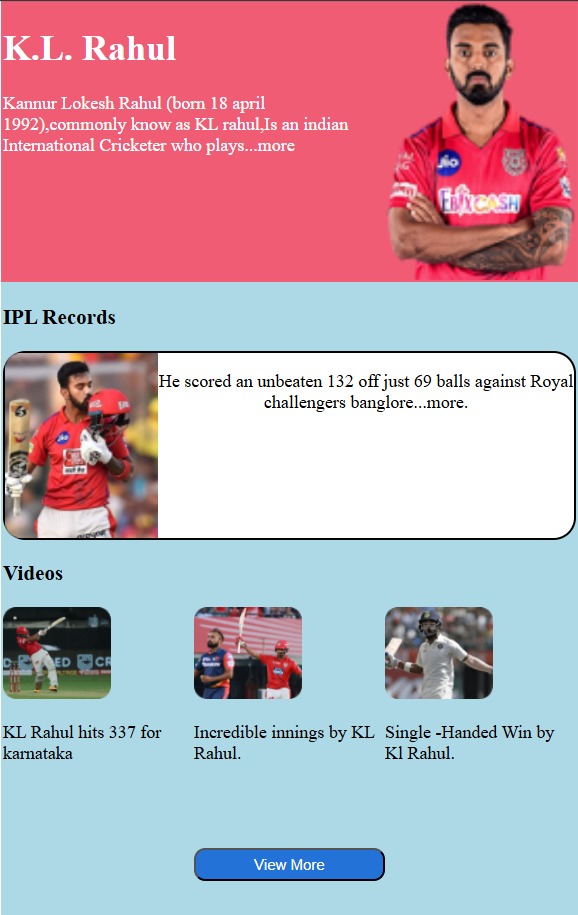 K.L. Rahul
Kannur Lokesh Rahul (born 18 april
1992),commonly know as KL rahul,Is an indian
International Cricketer who plays...more
Jio
EBIXCASH
IPL Records
He scored an unbeaten 132 off just 69 balls against Royal
challengers banglore...more.
Jio
Videos
KL Rahul hits 337 for
karnataka
Incredible innings by KL
Rahul.
Single -Handed Win by
Kl Rahul.
View More